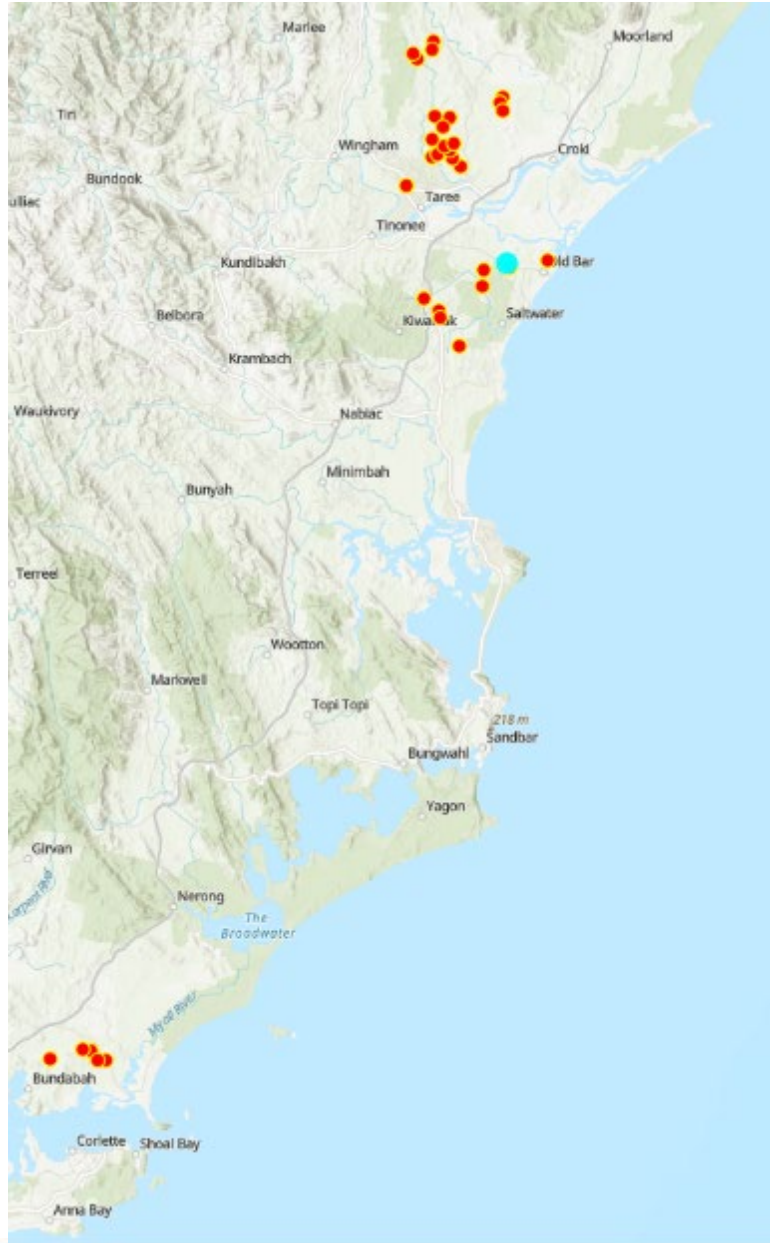 Marlee
Moorland
Tiri
Wingham
Croki
Bundook
ulliac
Taree
Tinonee
Kundibakh
Old Bar
Belbora
Saltwater
Krambach
Waukivory
Nabiac
Minimbah
Bunyah
Terreel
Wootton
Markwell
Topi Topi
218 m
Sandbar
Bungwahl
Yagon
Girvan
Nerong
The
Broadwater
Myall River
Bundabah
Corlette
Shoal Bay
Anna Bay